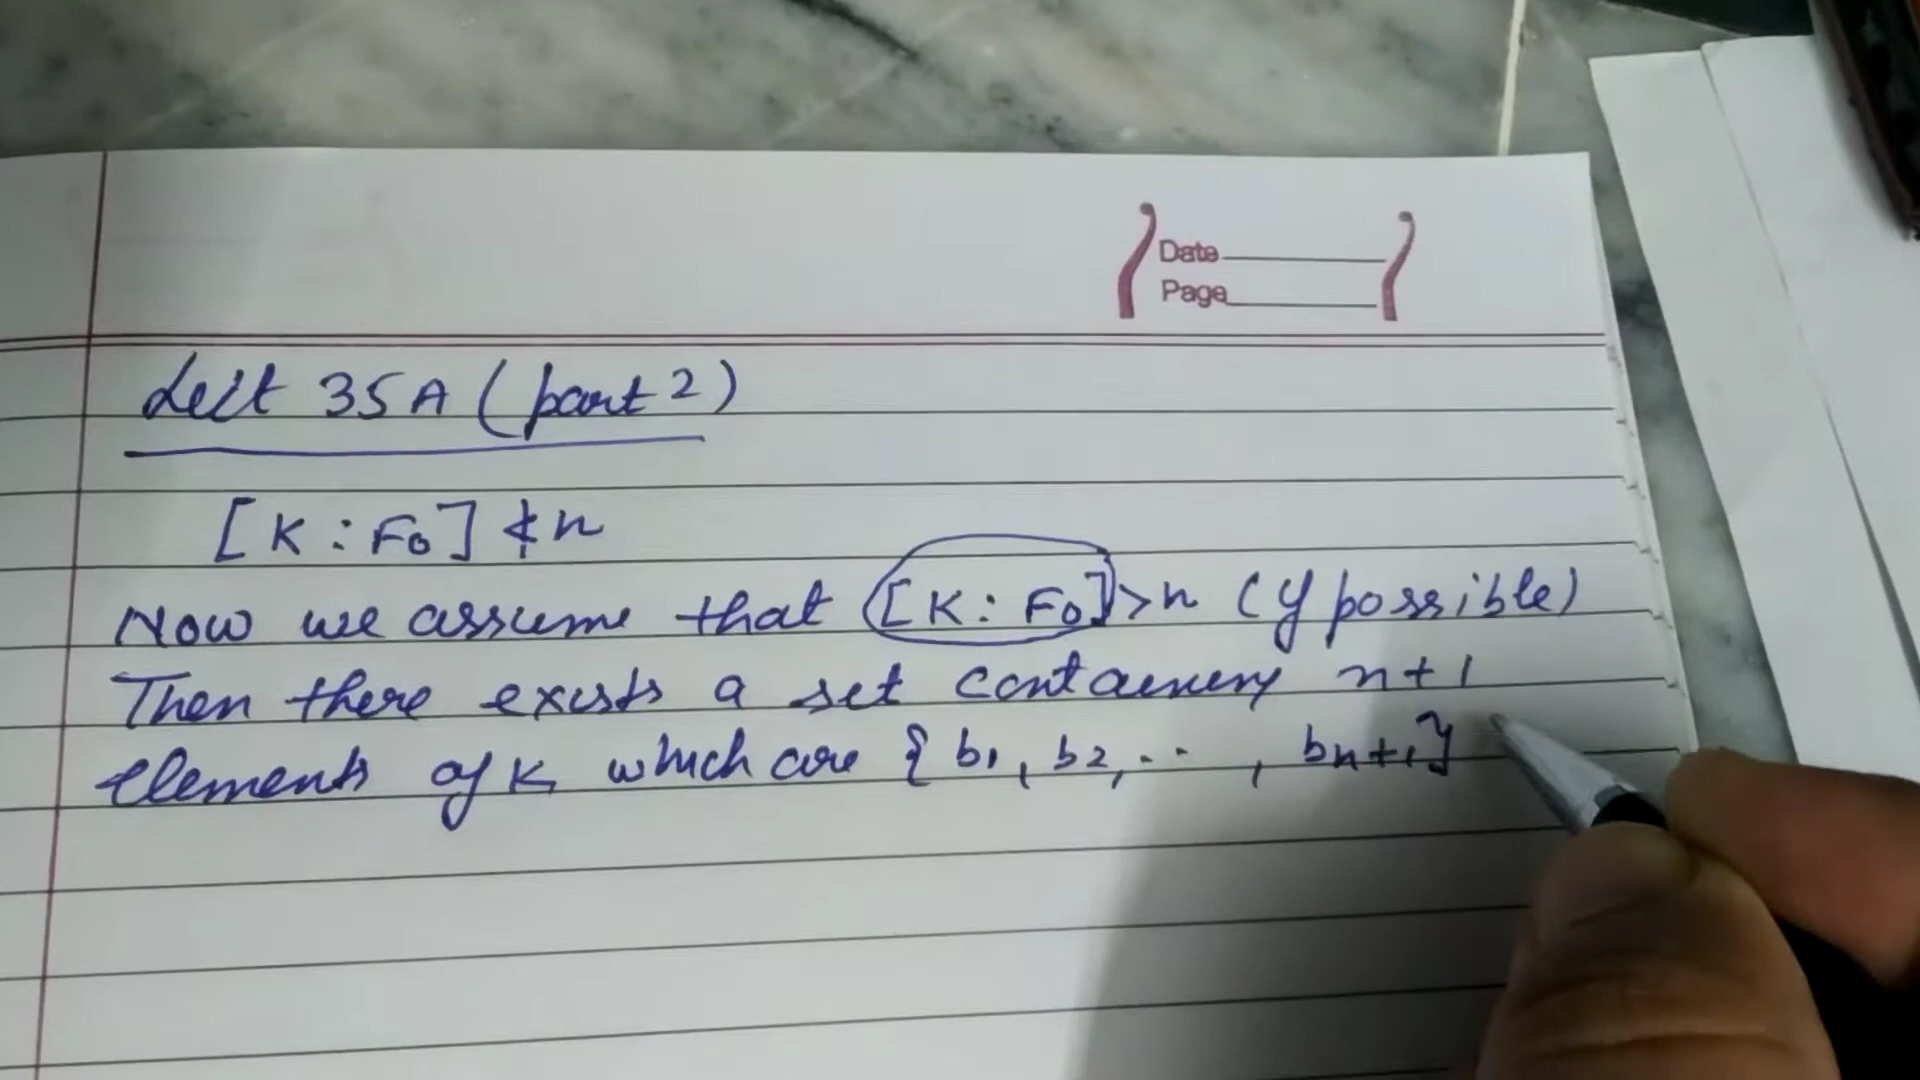 Date
Page
Lect 35A (part 2)
[K : F₀] ≮ n
Now we assume that [K : F₀] > n (if possible)
Then there exists a set containing n+1
elements of K which are {b₁, b₂, .. , bₙ₊₁}